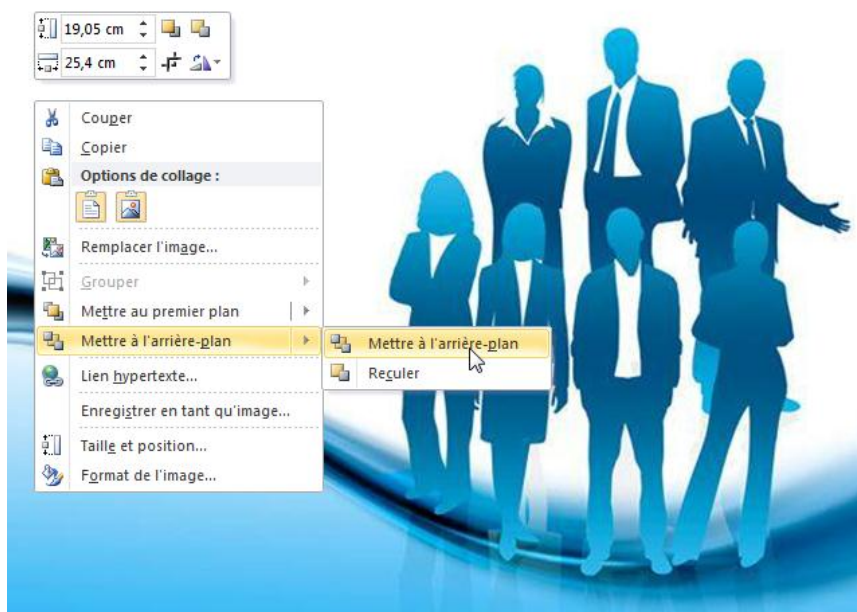 19,05 cm
25,4 cm
Couper
Copier
Options de collage :
Remplacer l'image...
Grouper
Mettre au premier plan
Mettre à l'arrière-plan
Mettre à l'arrière-plan
Reculer
Lien hypertexte...
Enregistrer en tant qu'image...
Taille et position...
Format de l'image...